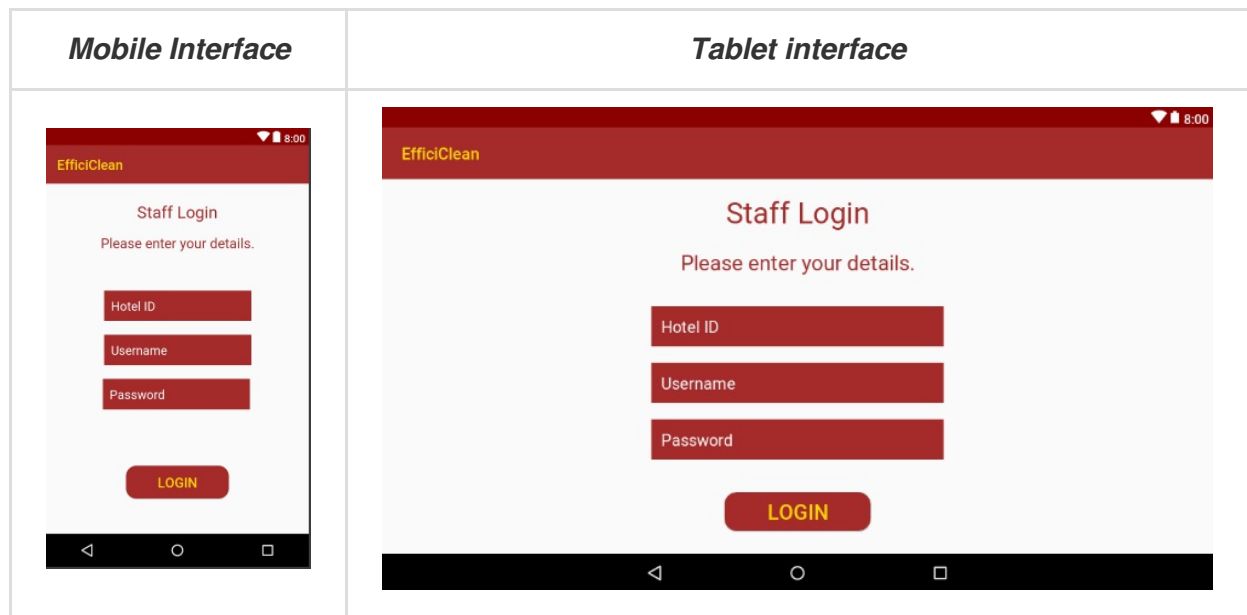 Mobile Interface
Tablet interface
8:00
EfficiClean
Staff Login
Please enter your details.
Hotel ID
Username
Password
LOGIN
8:00
EfficiClean
Staff Login
Please enter your details.
Hotel ID
Username
Password
LOGIN